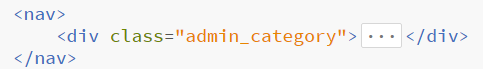 <nav>
    <div class="admin_category">...</div>
</nav>